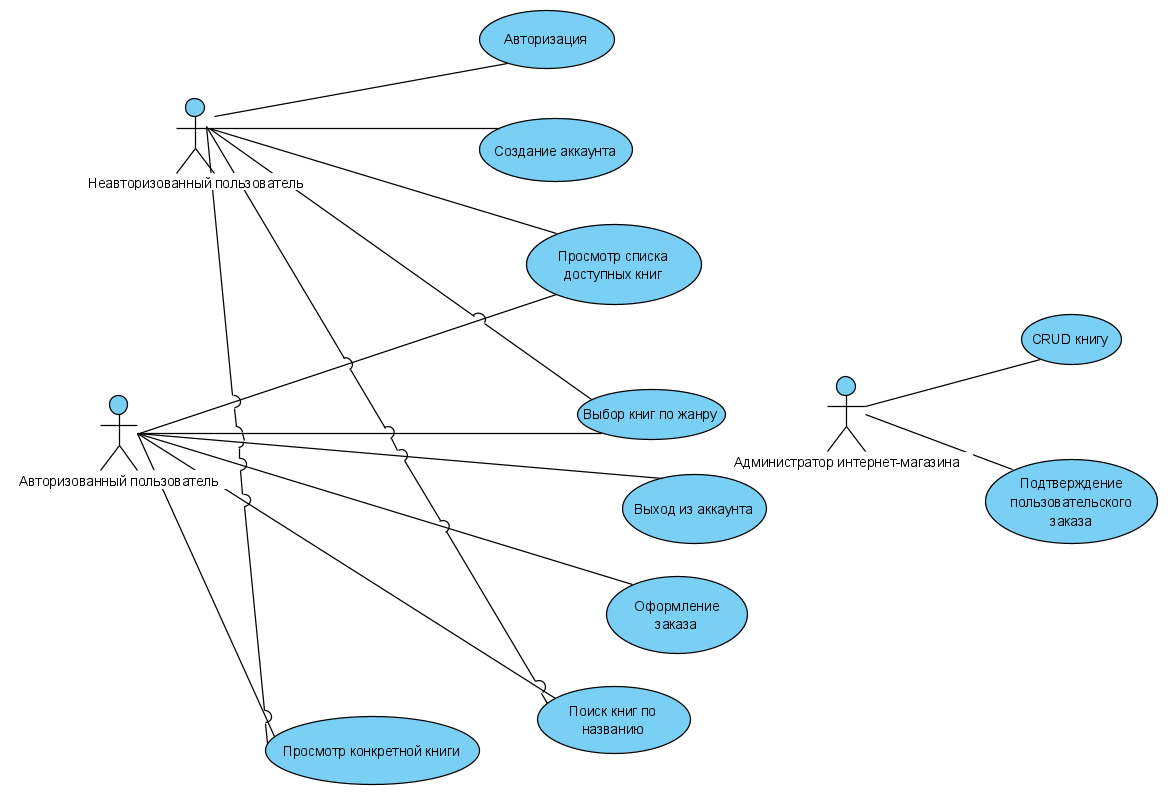 Авторизация
Создание аккаунта
Неавторизованный пользователь
Просмотр списка
доступных книг
CRUD книгу
Выбор книг по жанру
Администратор интернет-магазина
Авторизованный пользователь
Подтверждение
пользовательского
заказа
Выход из аккаунта
Оформление
заказа
Поиск книг по
названию
Просмотр конкретной книги